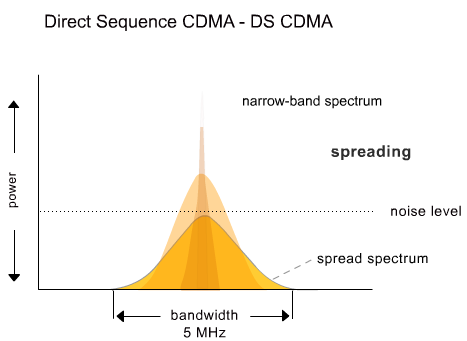 Direct Sequence CDMA - DS CDMA
narrow-band spectrum
spreading
power
noise level
spread spectrum
bandwidth
5 MHz